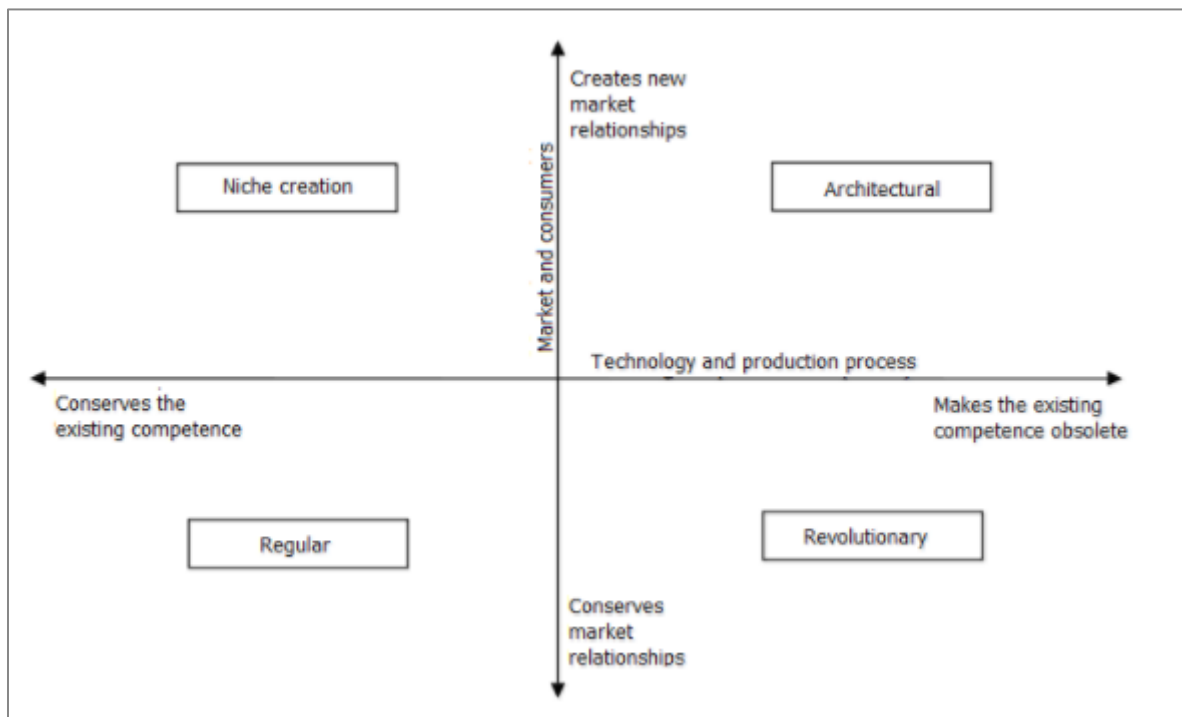 Creates new
market
relationships
Niche creation
Architectural
Market and consumers
Technology and production process
Conserves the
existing competence
Makes the existing
competence obsolete
Regular
Revolutionary
Conserves
market
relationships